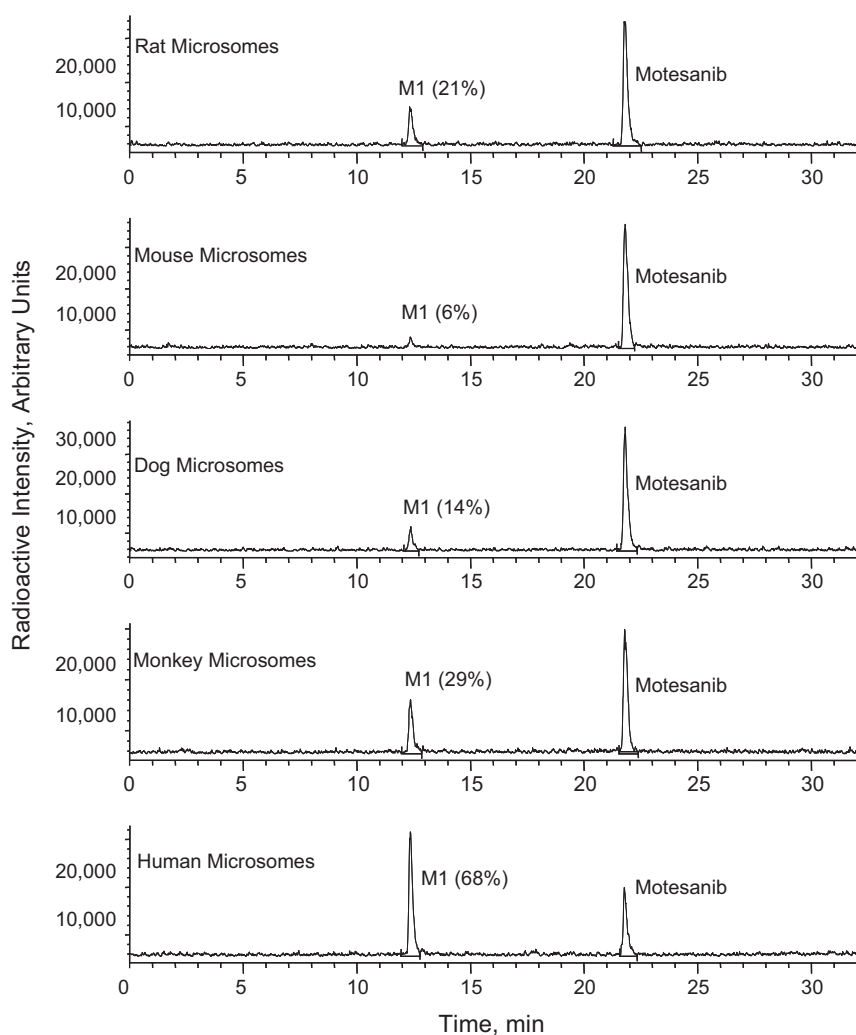 Radioactive Intensity, Arbitrary Units
Rat Microsomes
20,000
10,000
M1 (21%)
Motesanib
0 5 10 15 20 25 30
Mouse Microsomes
20,000
10,000
M1 (6%)
Motesanib
0 5 10 15 20 25 30
30,000
Dog Microsomes
20,000
10,000
M1 (14%)
Motesanib
0 5 10 15 20 25 30
Monkey Microsomes
20,000
10,000
M1 (29%)
Motesanib
0 5 10 15 20 25 30
Human Microsomes
20,000
10,000
M1 (68%)
Motesanib
0 5 10 15 20 25 30
Time, min